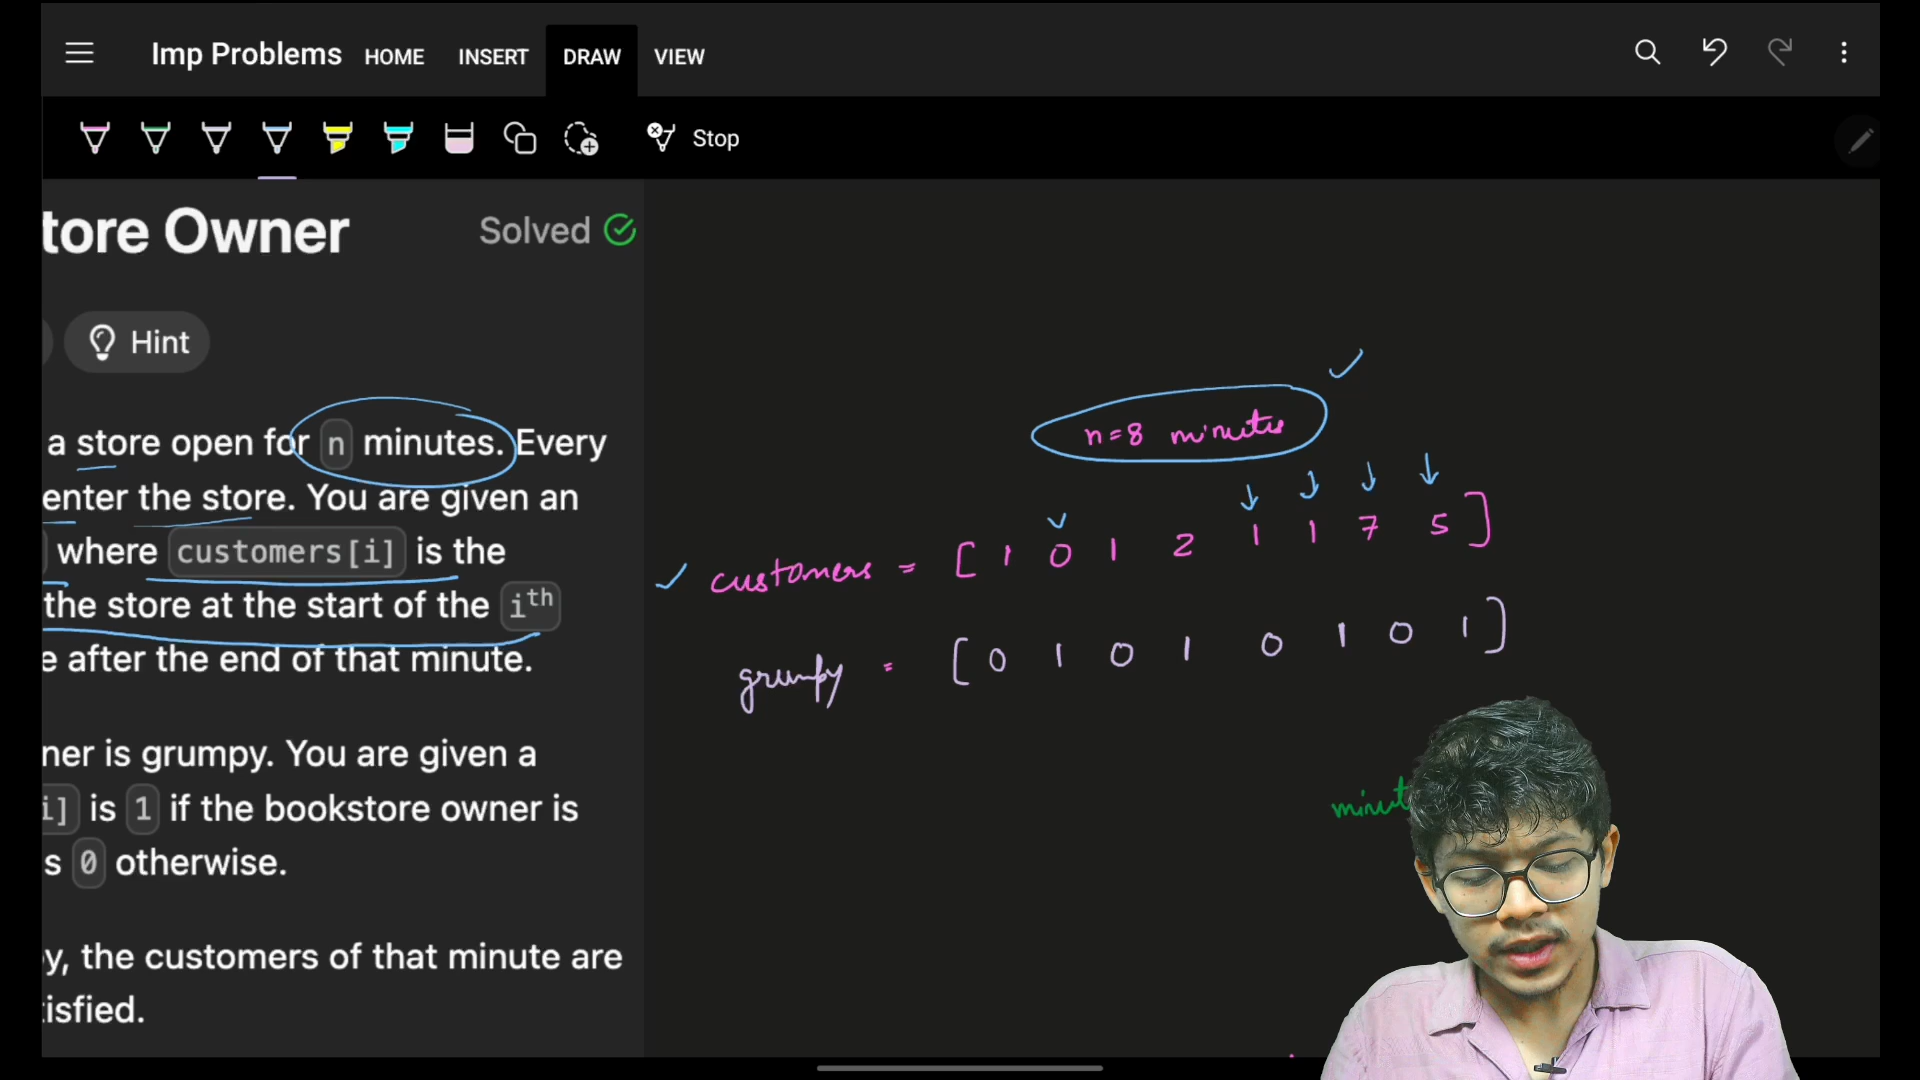 Imp Problems HOME INSERT DRAW VIEW
Stop
tore Owner Solved
Hint
a store open for n minutes. Every
enter the store. You are given an
where customers[i] is the
the store at the start of the i^th
e after the end of that minute.
ner is grumpy. You are given a
i] is 1 if the bookstore owner is
s 0 otherwise.
y, the customers of that minute are
tisfied.
n=8 minutes
customers = [ 1 0 1 2 1 1 7 5 ]
grumpy = [ 0 1 0 1 0 1 0 1 ]
minut